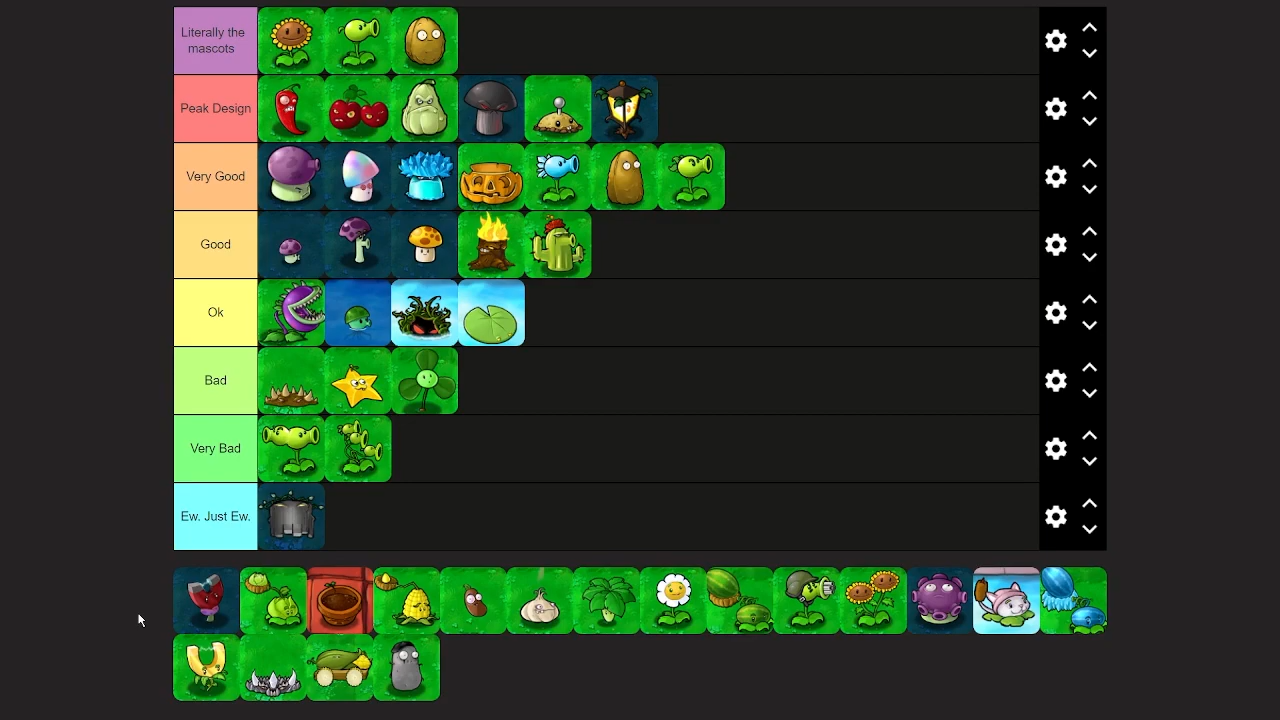 Literally the
mascots
Peak Design
Very Good
Good
Ok
Bad
Very Bad
Ew. Just Ew.